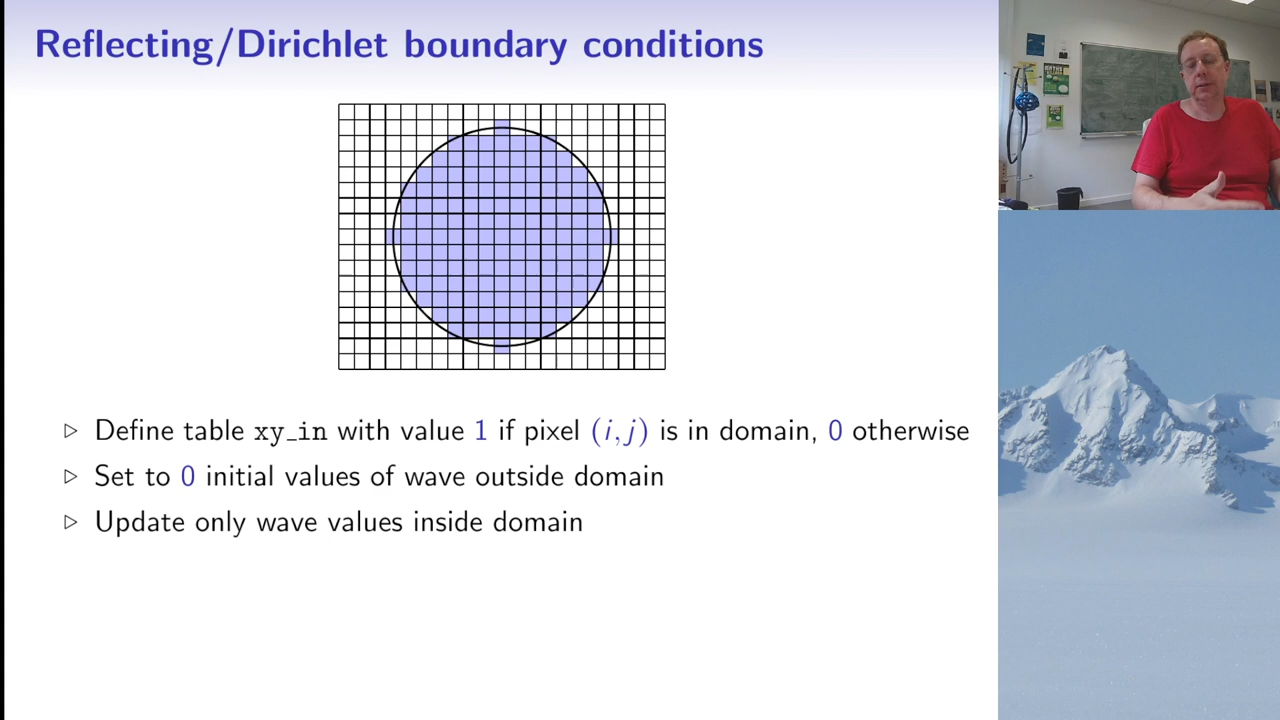 Reflecting/Dirichlet boundary conditions
▷ Define table xy_in with value 1 if pixel (i, j) is in domain, 0 otherwise
▷ Set to 0 initial values of wave outside domain
▷ Update only wave values inside domain